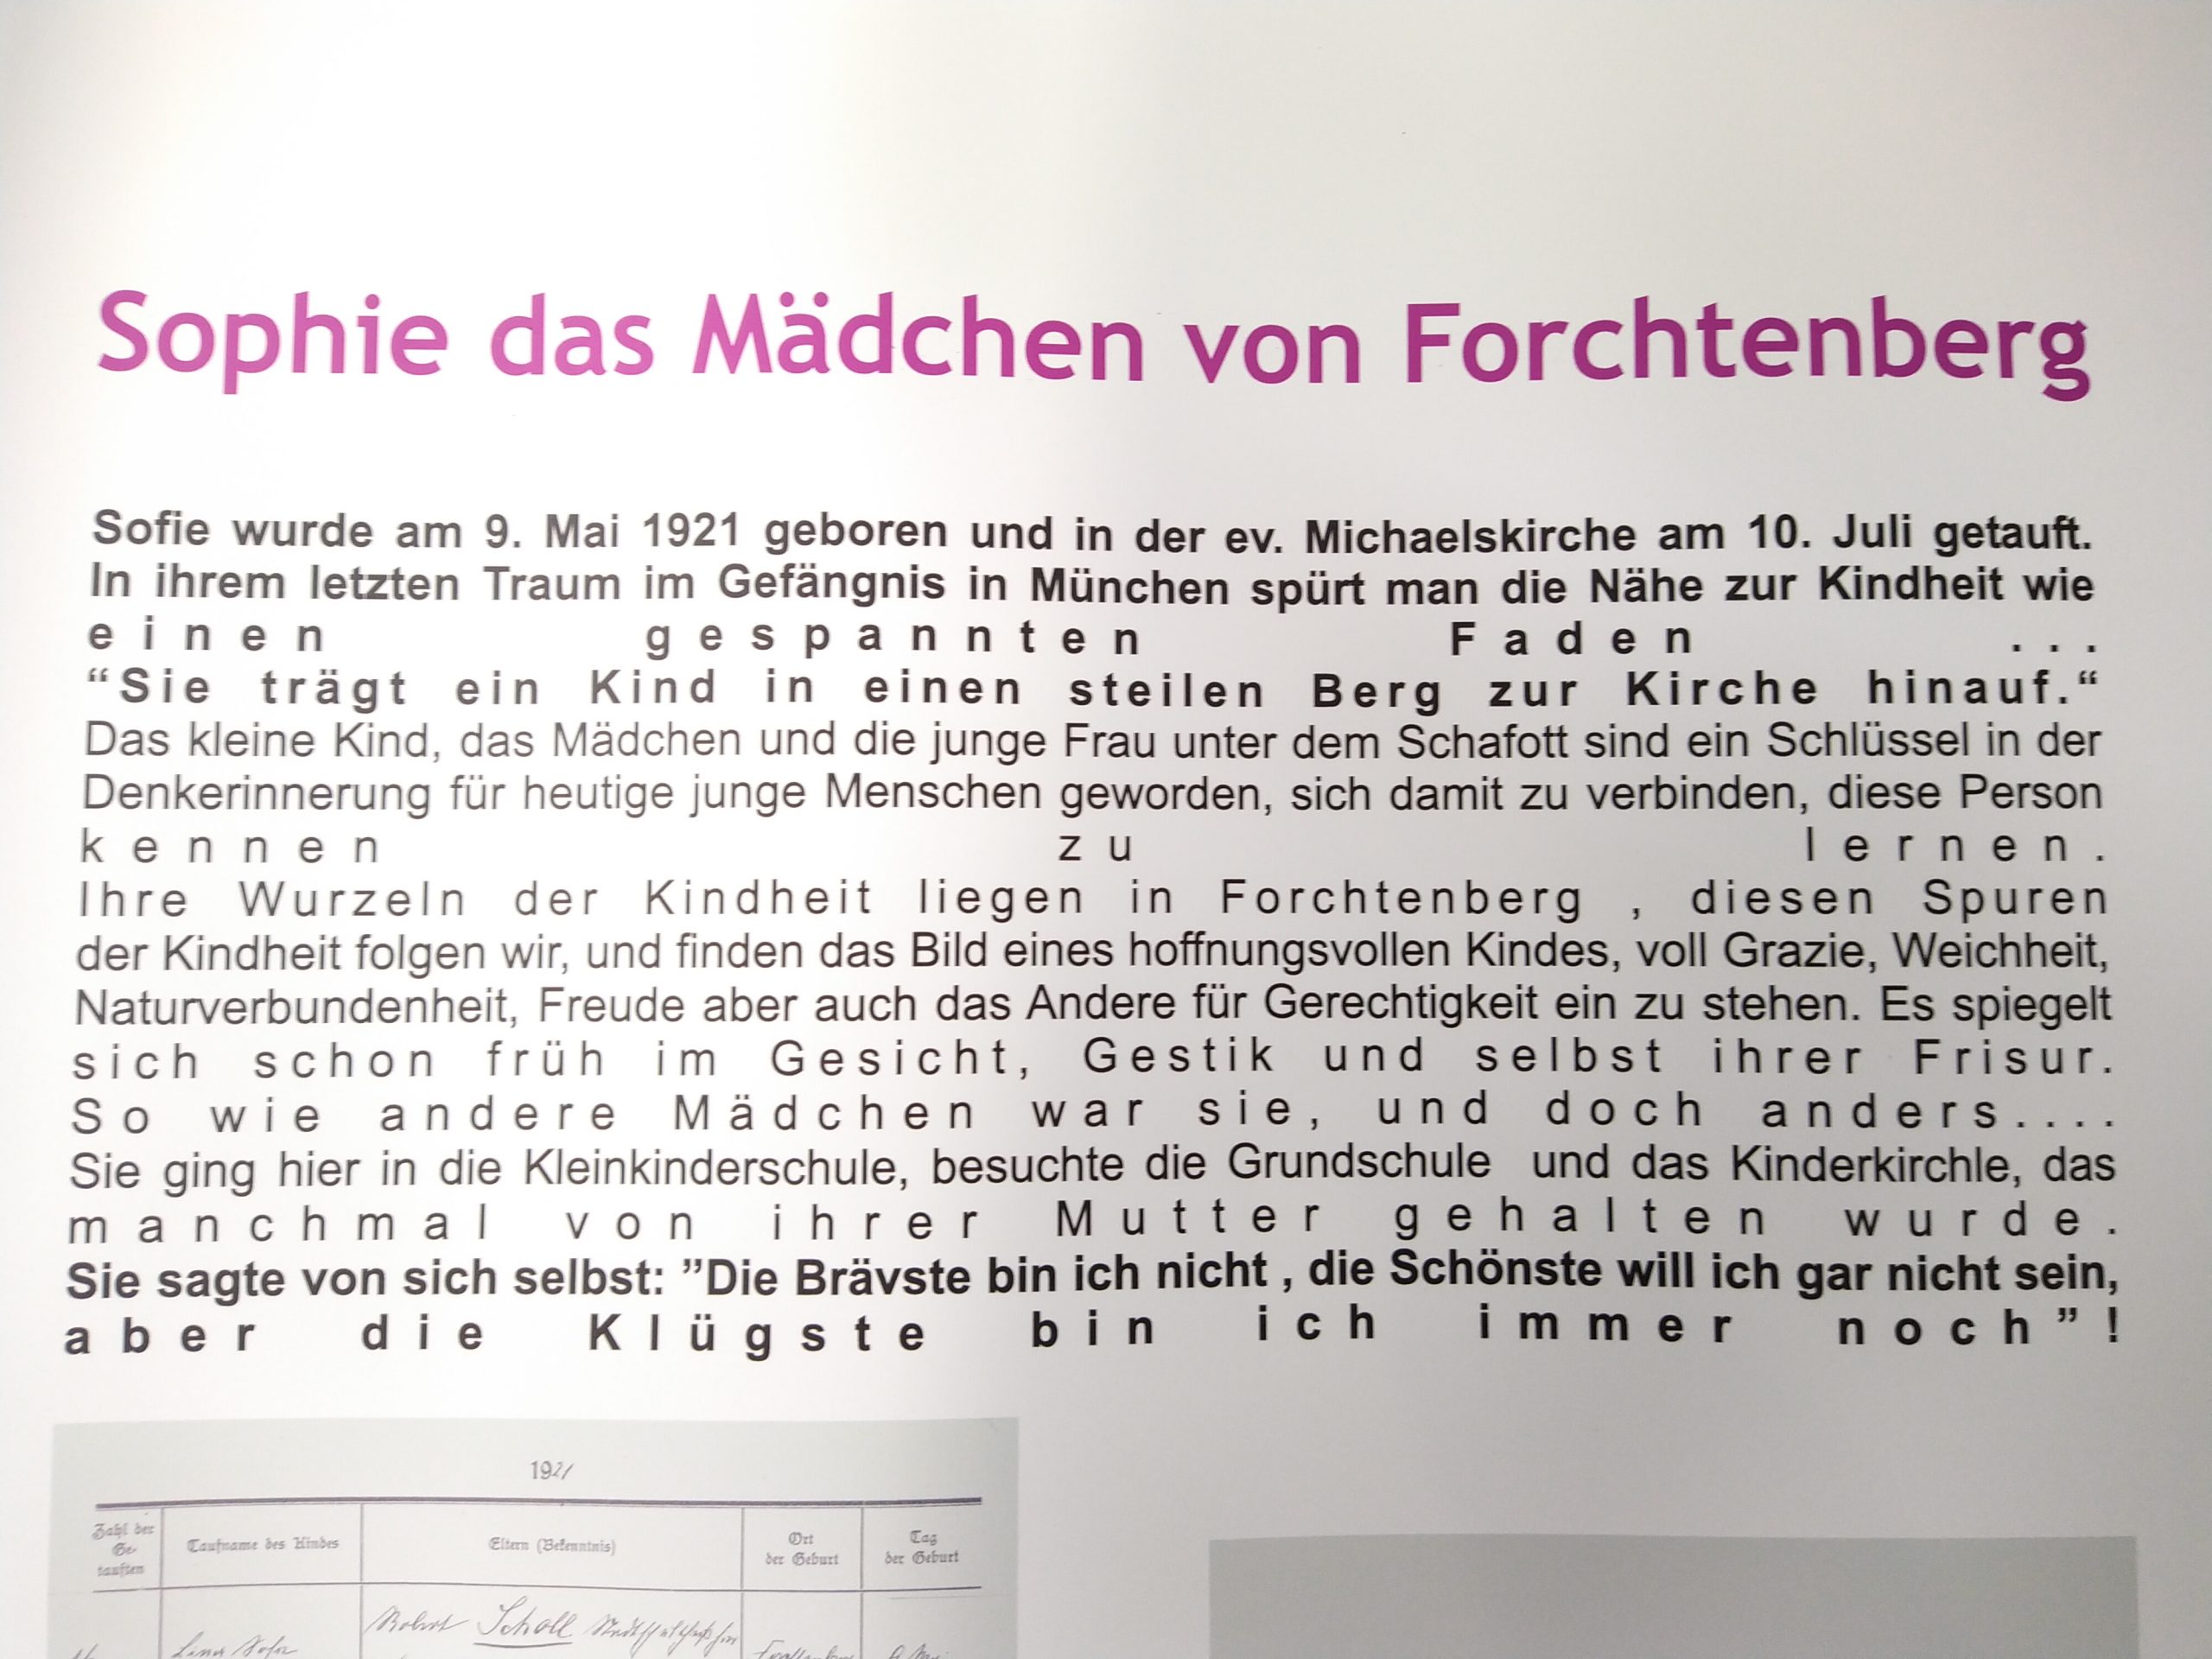 Sophie das Mädchen von Forchtenberg
Sofie wurde am 9. Mai 1921 geboren und in der ev. Michaelskirche am 10. Juli getauft.
In ihrem letzten Traum im Gefängnis in München spürt man die Nähe zur Kindheit wie
einen gespannten Faden ...
“Sie trägt ein Kind in einen steilen Berg zur Kirche hinauf.“
Das kleine Kind, das Mädchen und die junge Frau unter dem Schafott sind ein Schlüssel in der
Denkerinnerung für heutige junge Menschen geworden, sich damit zu verbinden, diese Person
kennen zu lernen.
Ihre Wurzeln der Kindheit liegen in Forchtenberg , diesen Spuren
der Kindheit folgen wir, und finden das Bild eines hoffnungsvollen Kindes, voll Grazie, Weichheit,
Naturverbundenheit, Freude aber auch das Andere für Gerechtigkeit ein zu stehen. Es spiegelt
sich schon früh im Gesicht, Gestik und selbst ihrer Frisur.
So wie andere Mädchen war sie, und doch anders....
Sie ging hier in die Kleinkinderschule, besuchte die Grundschule und das Kinderkirchle, das
manchmal von ihrer Mutter gehalten wurde.
Sie sagte von sich selbst: ”Die Brävste bin ich nicht , die Schönste will ich gar nicht sein,
aber die Klügste bin ich immer noch” !
1921
Zahl der Ge-tauften Taufname des Kindes Eltern (Bekenntnis) Ort der Geburt Tag der Geburt
Robert Scholl